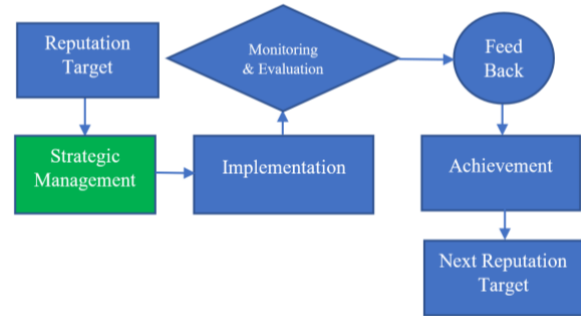 Reputation
Target
Strategic
Management
Implementation
Monitoring
& Evaluation
Feed
Back
Achievement
Next Reputation
Target